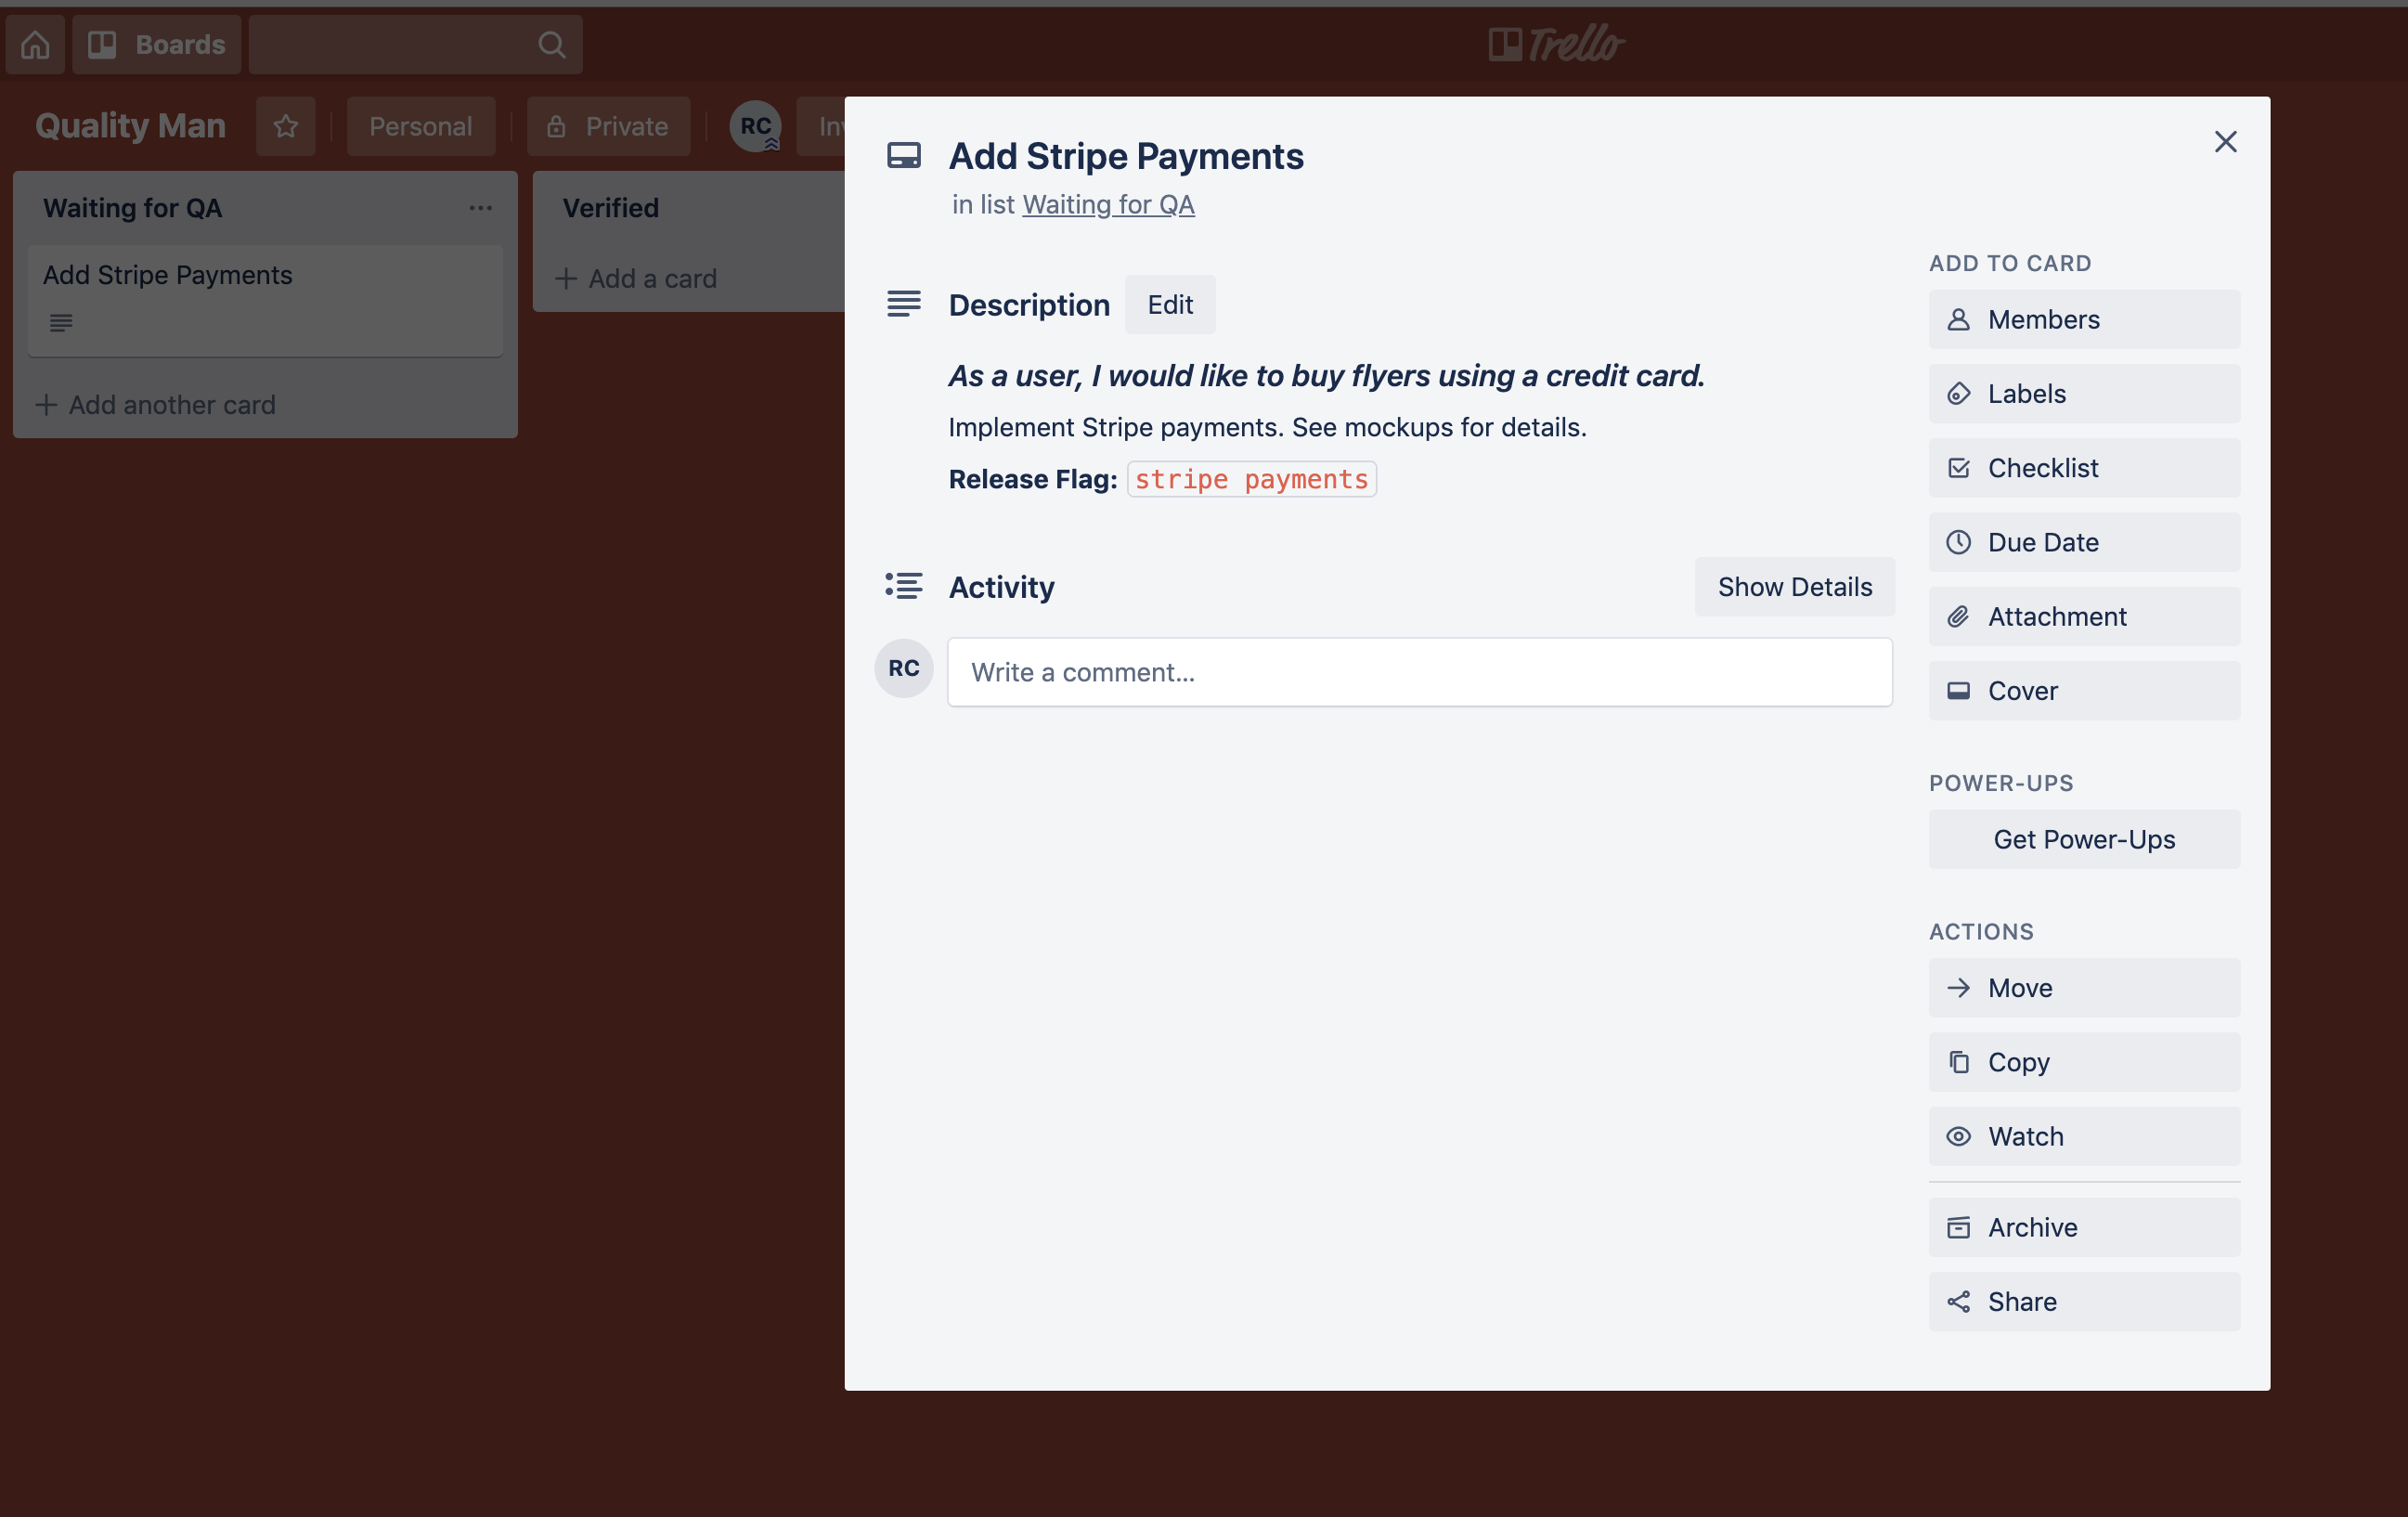 Boards
Trello
Quality Man
Personal
Private
RC
Waiting for QA
Add Stripe Payments
Add another card
Verified
Add a card
Add Stripe Payments
in list Waiting for QA
Description
Edit
As a user, I would like to buy flyers using a credit card.
Implement Stripe payments. See mockups for details.
Release Flag: stripe payments
Activity
Show Details
RC
Write a comment...
ADD TO CARD
Members
Labels
Checklist
Due Date
Attachment
Cover
POWER-UPS
Get Power-Ups
ACTIONS
Move
Copy
Watch
Archive
Share